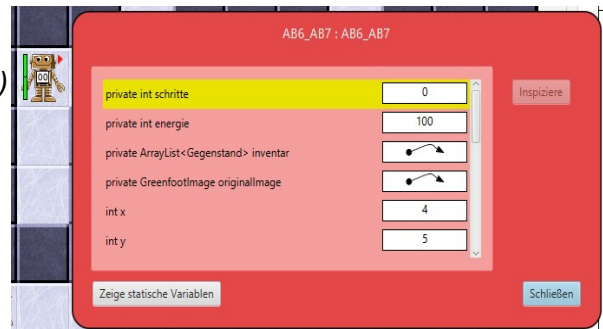 AB6_AB7 : AB6_AB7
)
private int schritte 0
Inspiziere
private int energie 100
private ArrayList<Gegenstand> inventar
private GreenfootImage originalImage
int x 4
int y 5
Zeige statische Variablen
Schließen